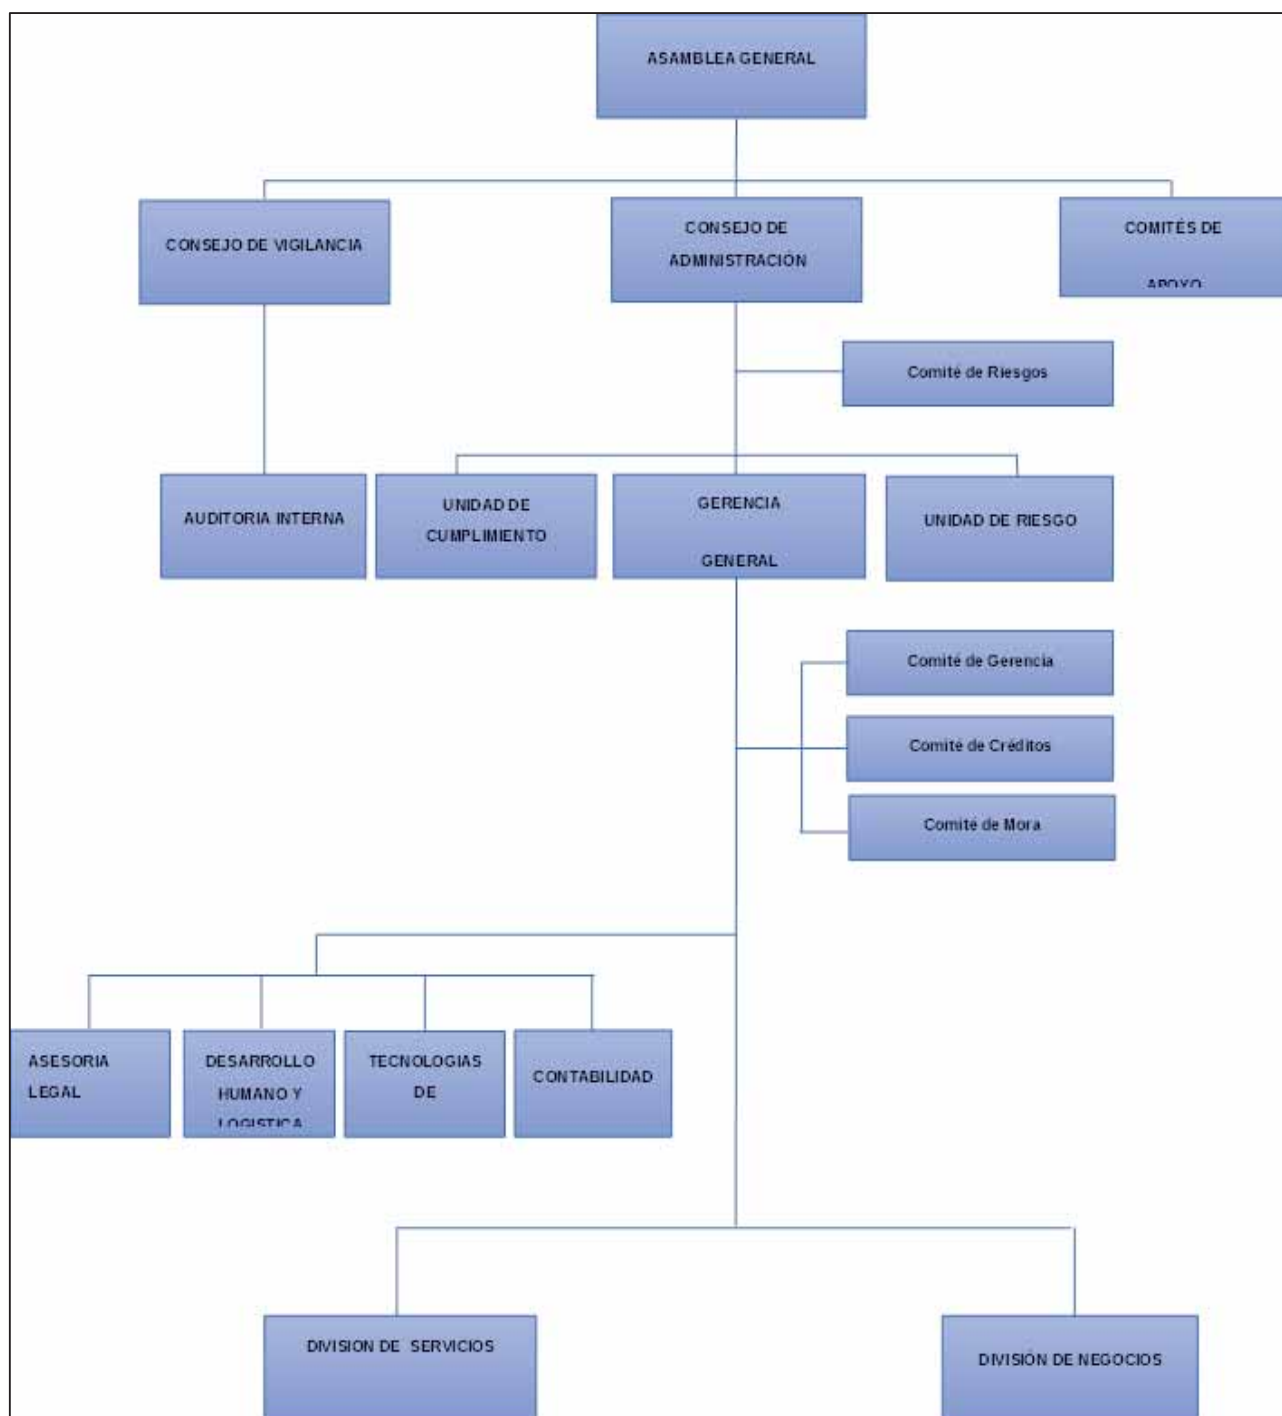 ASAMBLEA GENERAL
CONSEJO DE VIGILANCIA
CONSEJO DE
ADMINISTRACIÓN
COMITÉS DE
APOYO
Comité de Riesgos
AUDITORIA INTERNA
UNIDAD DE
CUMPLIMIENTO
GERENCIA
GENERAL
UNIDAD DE RIESGO
Comité de Gerencia
Comité de Créditos
Comité de Mora
ASESORIA
LEGAL
DESARROLLO
HUMANO Y
LOGISTICA
TECNOLOGIAS
DE
CONTABILIDAD
DIVISION DE SERVICIOS
DIVISIÓN DE NEGOCIOS